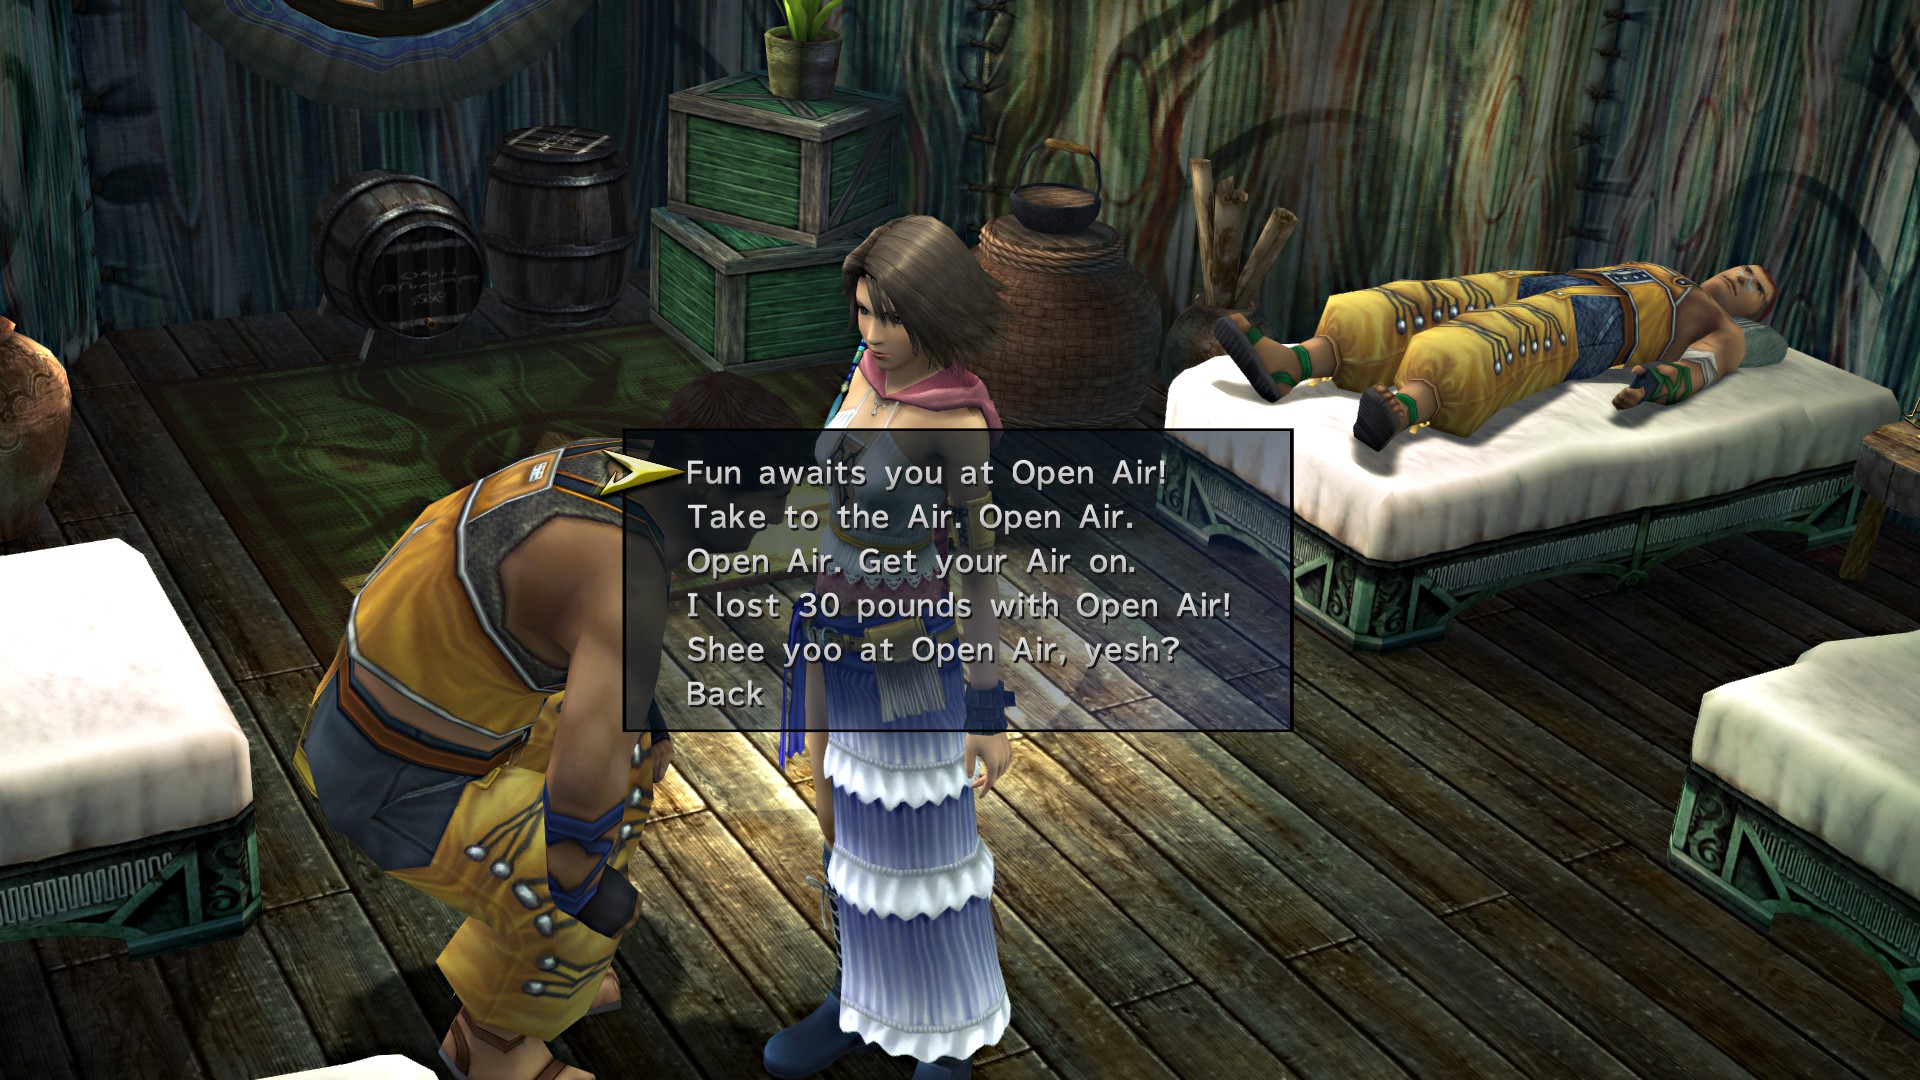 Fun awaits you at Open Air!
Take to the Air. Open Air.
Open Air. Get your Air on.
I lost 30 pounds with Open Air!
Shee yoo at Open Air, yesh?
Back